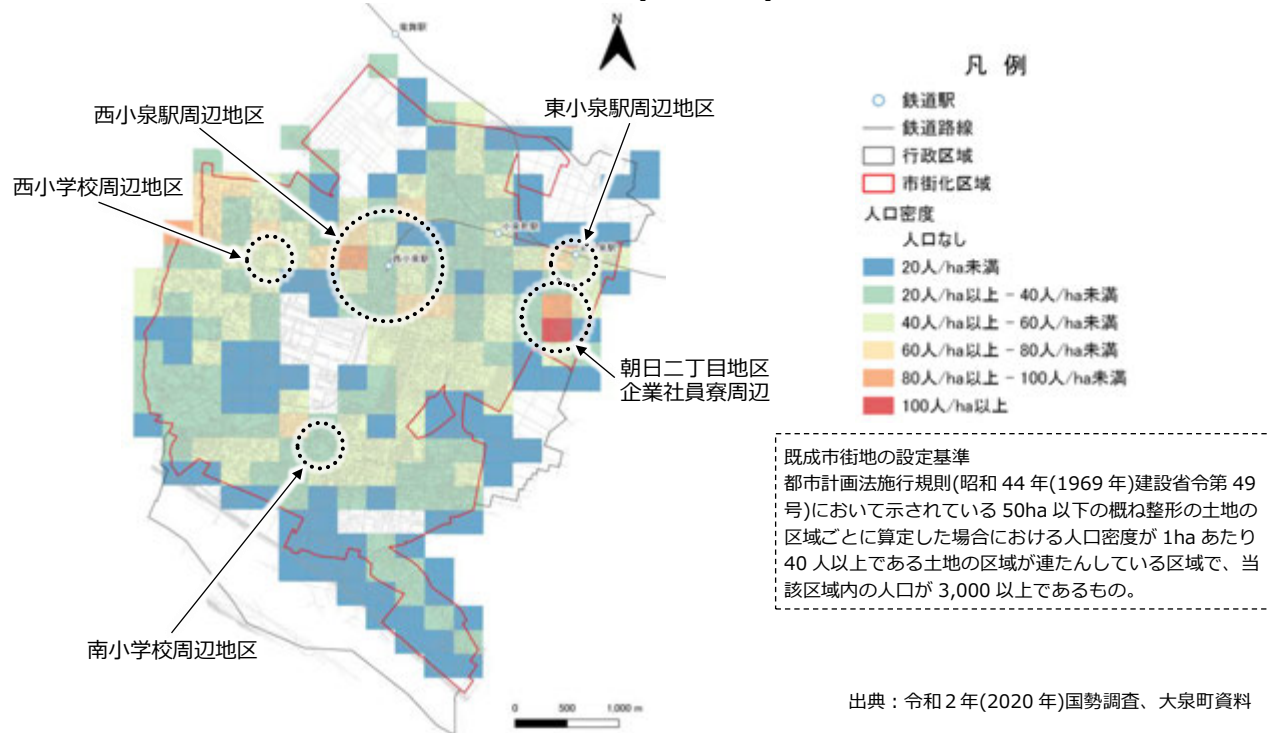 N
西小泉駅周辺地区
東小泉駅周辺地区
西小学校周辺地区
小泉町駅
西小泉駅
朝日二丁目地区
企業社員寮周辺
南小学校周辺地区
0 500 1,000 m
凡 例
鉄道駅
鉄道路線
行政区域
市街化区域
人口密度
人口なし
20人/ha未満
20人/ha以上 - 40人/ha未満
40人/ha以上 - 60人/ha未満
60人/ha以上 - 80人/ha未満
80人/ha以上 - 100人/ha未満
100人/ha以上
既成市街地の設定基準
都市計画法施行規則(昭和 44 年(1969 年)建設省令第 49
号)において示されている 50ha 以下の概ね整形の土地の
区域ごとに算定した場合における人口密度が 1ha あたり
40 人以上である土地の区域が連たんしている区域で、当
該区域内の人口が 3,000 以上であるもの。
出典：令和２年(2020 年)国勢調査、大泉町資料